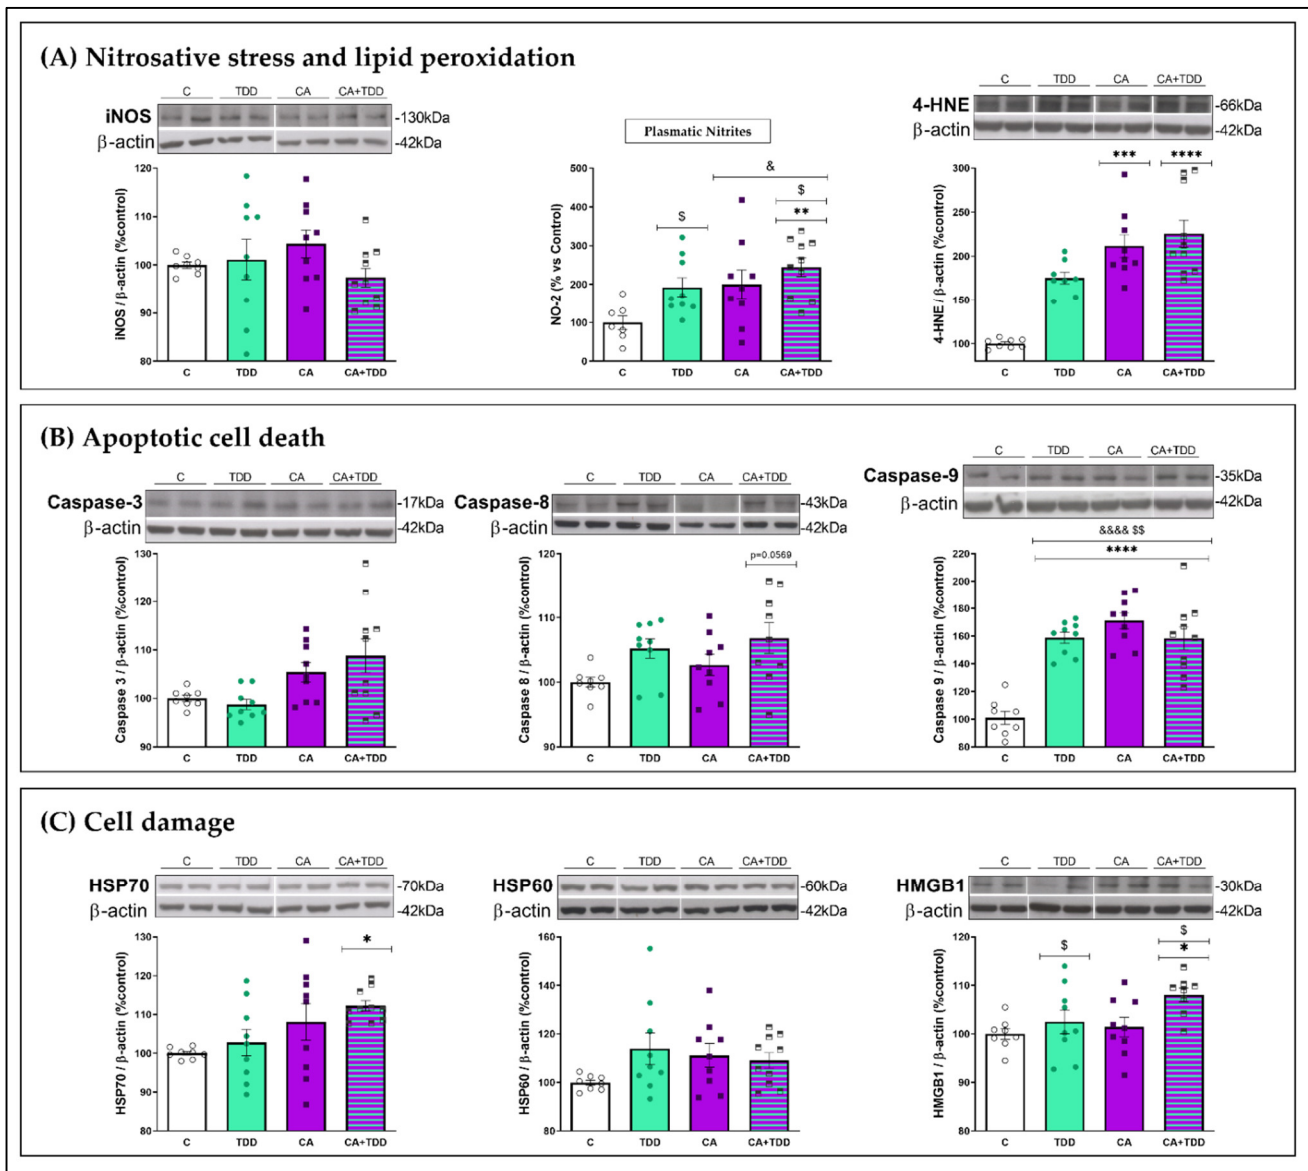 (A) Nitrosative stress and lipid peroxidation
C TDD CA CA+TDD
iNOS -130kDa
β-actin -42kDa
120
110
100
90
80
iNOS / β-actin (%control)
C TDD CA CA+TDD
Plasmatic Nitrites
500
400
300
200
100
0
NO-2 (% vs Control)
$
&
$
**
C TDD CA CA+TDD
C TDD CA CA+TDD
4-HNE -66kDa
β-actin -42kDa
300
250
200
150
100
4-HNE / β-actin (%control)
*** ****
C TDD CA CA+TDD
(B) Apoptotic cell death
C TDD CA CA+TDD
Caspase-3 -17kDa
β-actin -42kDa
130
120
110
100
90
Caspase 3 / β-actin (%control)
C TDD CA CA+TDD
C TDD CA CA+TDD
Caspase-8 -43kDa
β-actin -42kDa
120
110
100
90
Caspase 8 / β-actin (%control)
p=0.0569
C TDD CA CA+TDD
C TDD CA CA+TDD
Caspase-9 -35kDa
β-actin -42kDa
220
200
180
160
140
120
100
80
Caspase 9 / β-actin (%control)
&&&& $$
****
C TDD CA CA+TDD
(C) Cell damage
C TDD CA CA+TDD
HSP70 -70kDa
β-actin -42kDa
130
120
110
100
90
80
HSP70 / β-actin (%control)
*
C TDD CA CA+TDD
C TDD CA CA+TDD
HSP60 -60kDa
β-actin -42kDa
160
140
120
100
80
HSP60 / β-actin (%control)
C TDD CA CA+TDD
C TDD CA CA+TDD
HMGB1 -30kDa
β-actin -42kDa
120
110
100
90
80
HMGB1 / β-actin (%control)
$
$
*
C TDD CA CA+TDD